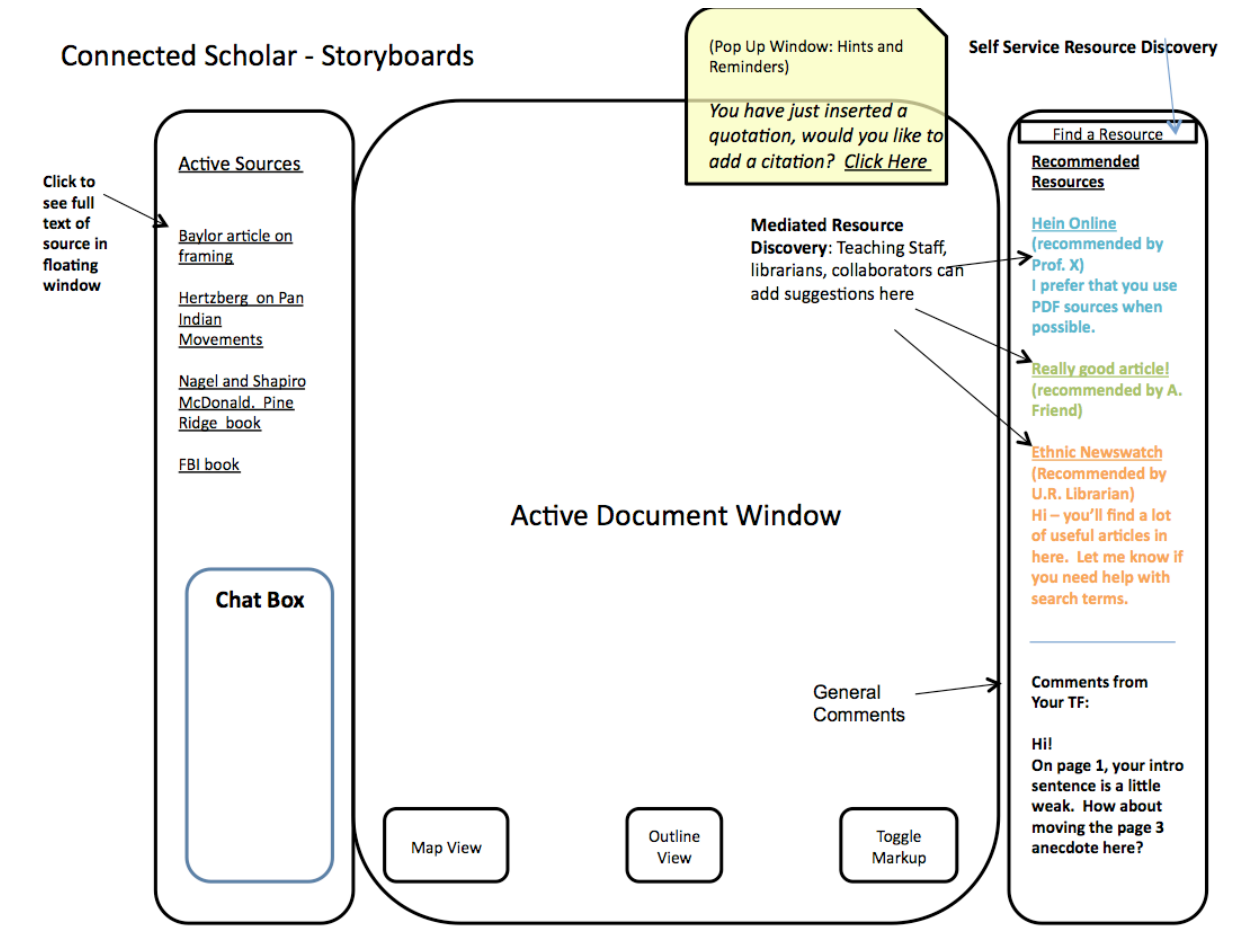 Connected Scholar - Storyboards
(Pop Up Window: Hints and
Reminders)
You have just inserted a
quotation, would you like to
add a citation?  Click Here
Self Service Resource Discovery
Click to
see full
text of
source in
floating
window
Active Sources
Baylor article on
framing
Hertzberg  on Pan
Indian
Movements
Nagel and Shapiro
McDonald.  Pine
Ridge  book
FBI book
Chat Box
Mediated Resource
Discovery: Teaching Staff,
librarians, collaborators can
add suggestions here
Active Document Window
General
Comments
Map View
Outline
View
Toggle
Markup
Find a Resource
Recommended
Resources
Hein Online
(recommended by
Prof. X)
I prefer that you use
PDF sources when
possible.
Really good article!
(recommended by A.
Friend)
Ethnic Newswatch
(Recommended by
U.R. Librarian)
Hi – you’ll find a lot
of useful articles in
here.  Let me know if
you need help with
search terms.
Comments from
Your TF:
Hi!
On page 1, your intro
sentence is a little
weak.  How about
moving the page 3
anecdote here?